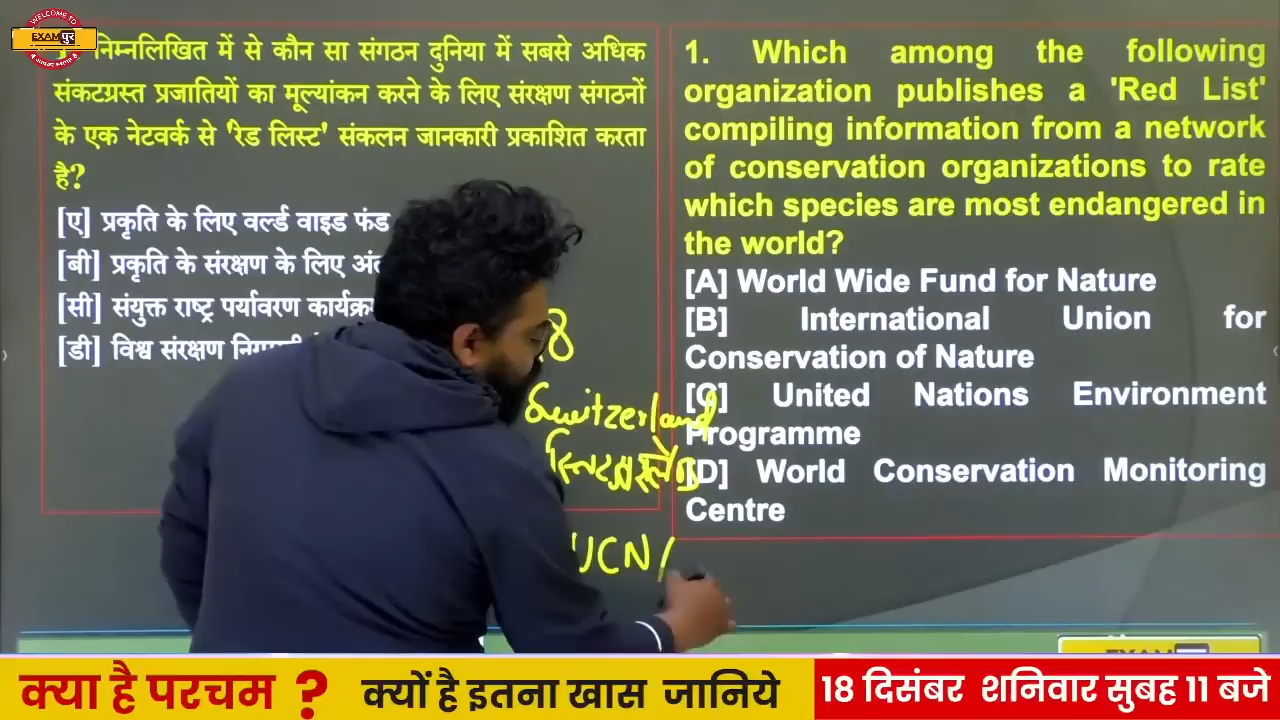 WELCOME TO
EXAMपुर
निम्नलिखित में से कौन सा संगठन दुनिया में सबसे अधिक
संकटग्रस्त प्रजातियों का मूल्यांकन करने के लिए संरक्षण संगठनों
के एक नेटवर्क से 'रेड लिस्ट' संकलन जानकारी प्रकाशित करता
है?
[ए] प्रकृति के लिए वर्ल्ड वाइड फंड
[बी] प्रकृति के संरक्षण के लिए
[सी] संयुक्त राष्ट्र पर्यावरण
[डी] विश्व संरक्षण
8
Switzerland
UCN
1. Which among the following
organization publishes a 'Red List'
compiling information from a network
of conservation organizations to rate
which species are most endangered in
the world?
[A] World Wide Fund for Nature
[B] International Union for
Conservation of Nature
[C] United Nations Environment
Programme
[D] World Conservation Monitoring
Centre
क्या है परचम ? क्यों है इतना खास जानिये 18 दिसंबर शनिवार सुबह 11 बजे